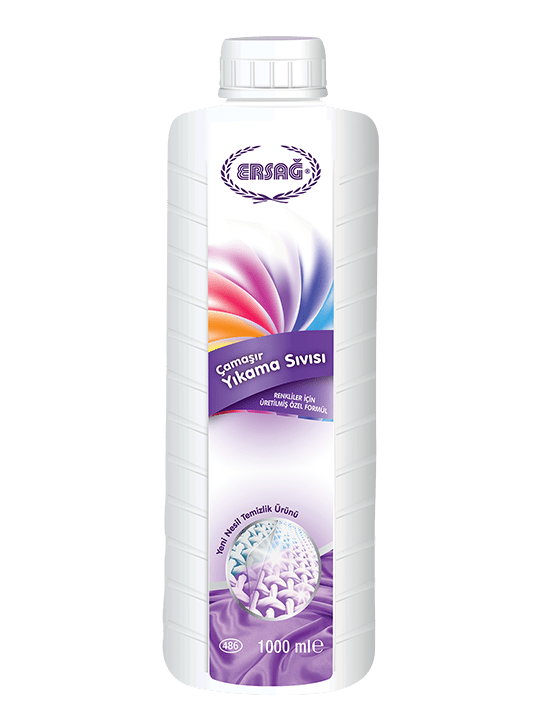 ERSAĞ®
Çamaşır
Yıkama Sıvısı
RENKLİLER İÇİN
ÜRETİLMİŞ ÖZEL FORMÜL
Yeni Nesil Temizlik Ürünü
486
1000 ml℮